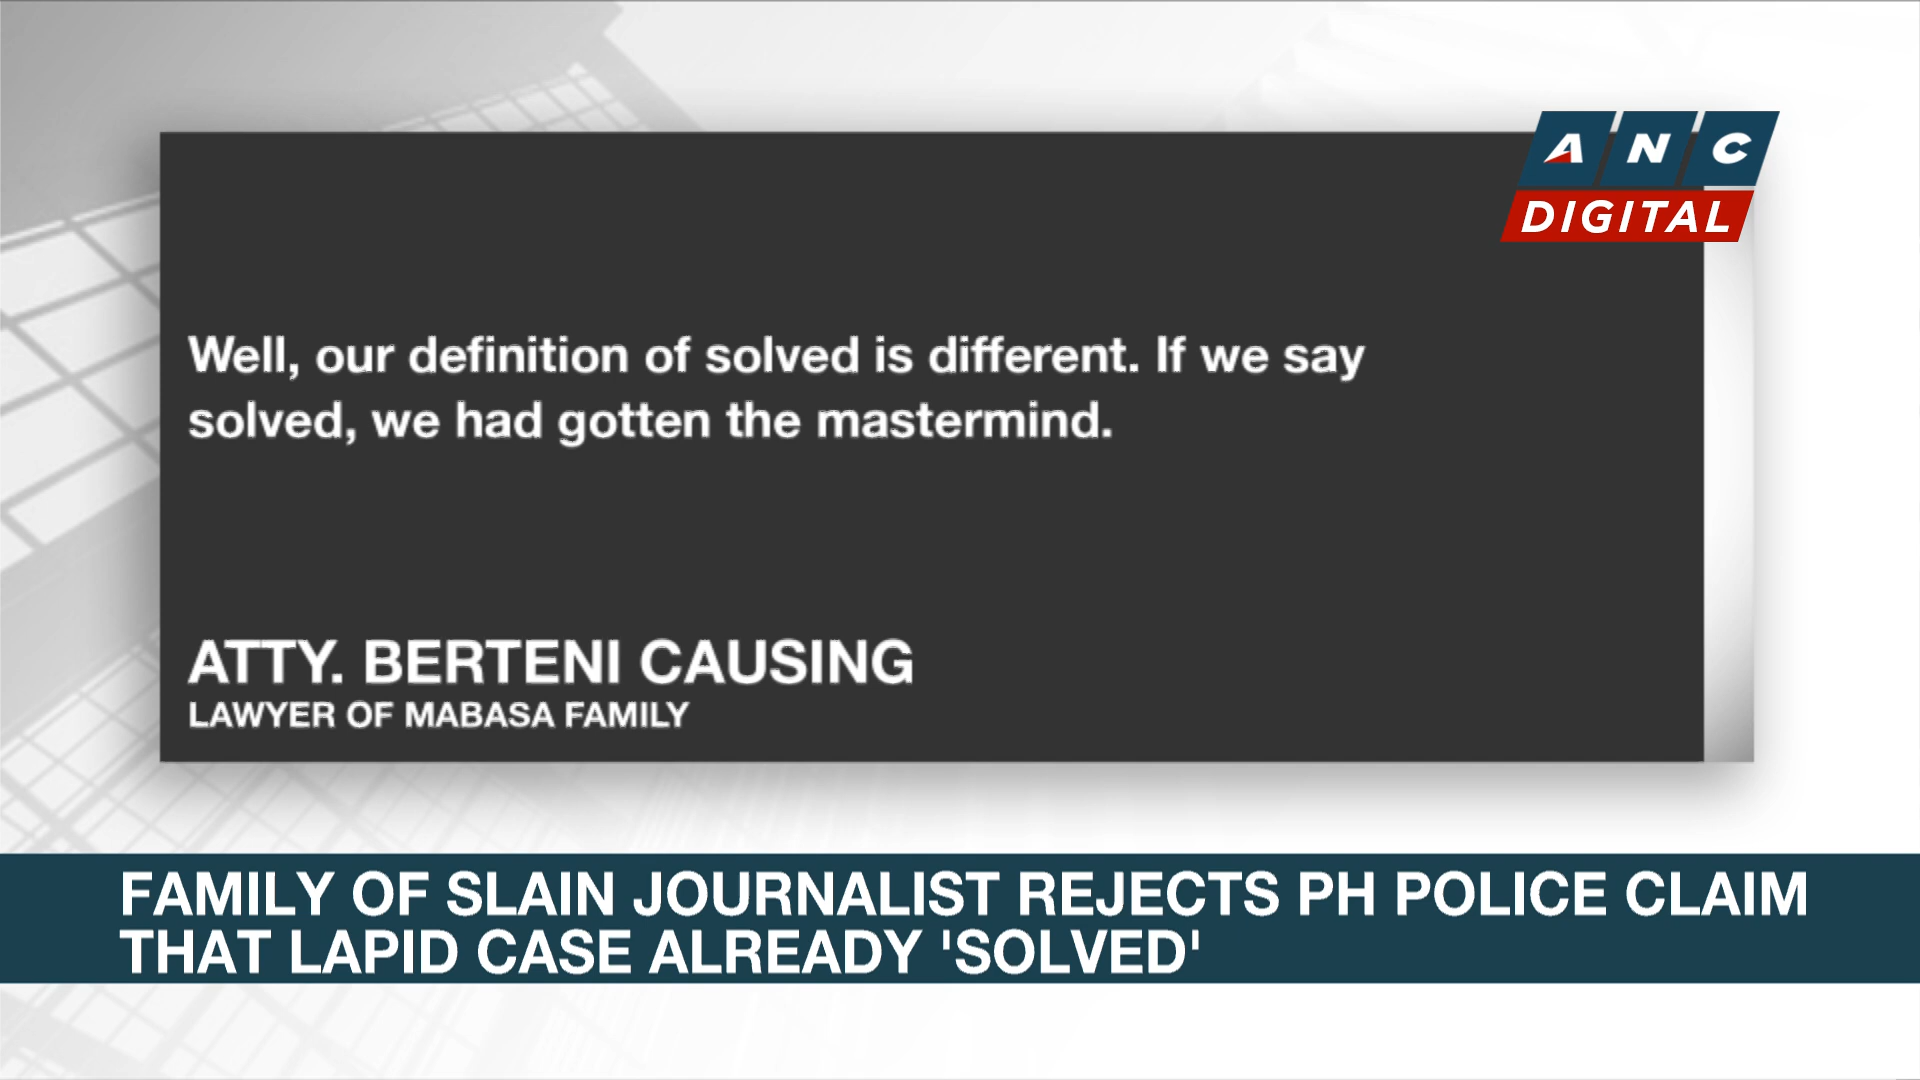 ANC
DIGITAL
Well, our definition of solved is different. If we say
solved, we had gotten the mastermind.
ATTY. BERTENI CAUSING
LAWYER OF MABASA FAMILY
FAMILY OF SLAIN JOURNALIST REJECTS PH POLICE CLAIM
THAT LAPID CASE ALREADY 'SOLVED'